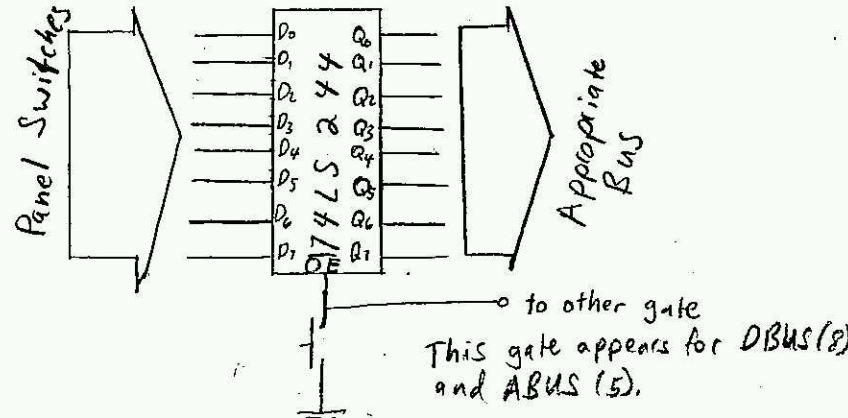 Panel Switches
D0 Q0
D1 Q1
D2 Q2
D3 Q3
D4 Q4
D5 Q5
D6 Q6
D7 Q7
OE
74LS244
Appropriate
Bus
to other gate
This gate appears for DBUS(8)
and ABUS (5).